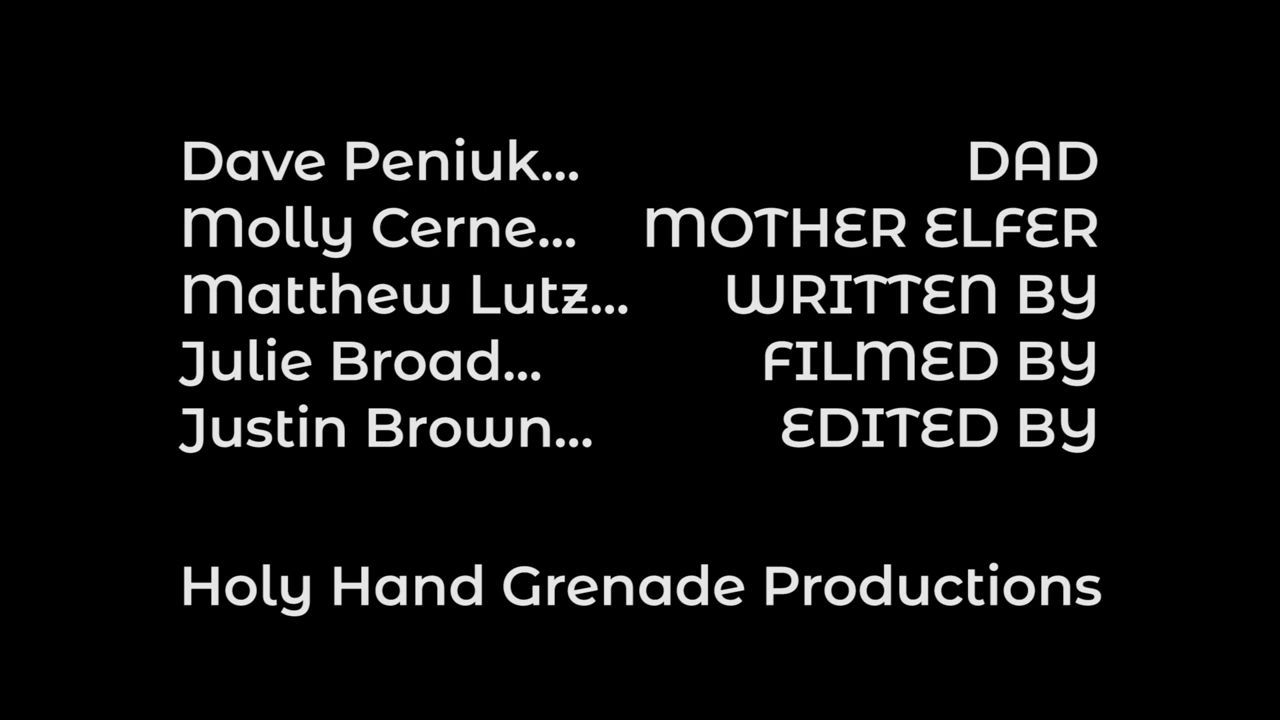 Dave Peniuk... DAD
Molly Cerne... MOTHER ELFER
Matthew Lutz... WRITTEN BY
Julie Broad... FILMED BY
Justin Brown... EDITED BY
Holy Hand Grenade Productions